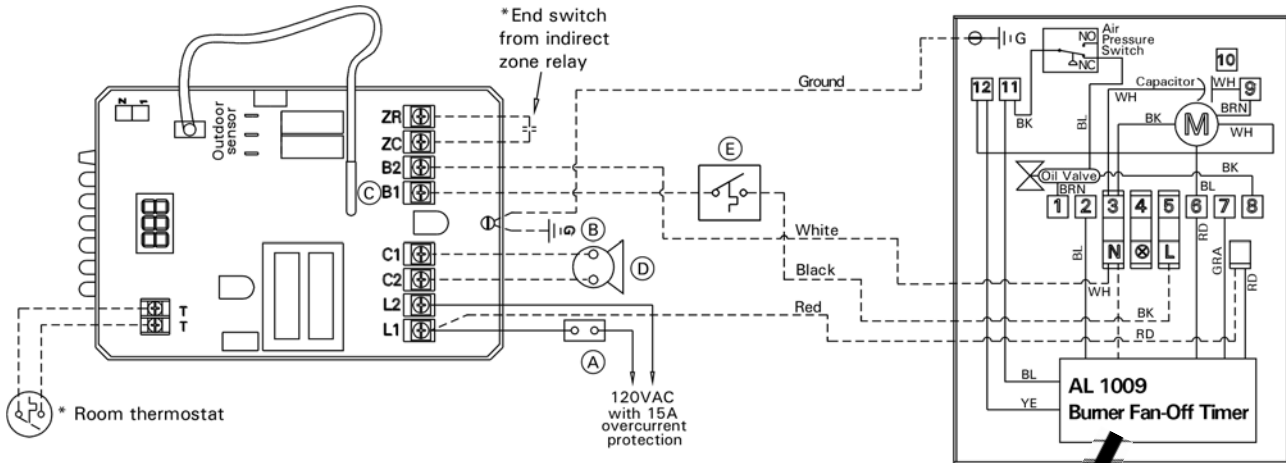 * End switch
from indirect
zone relay
2 1
Outdoor
sensor
ZR
ZC
B2
C B1
C1
C2
L2
L1
T
T
* Room thermostat
G
B
D
A
E
120VAC
with 15A
overcurrent
protection
Ground
White
Black
Red
G
NO
NC
Air
Pressure
Switch
10
12 11
Capacitor
WH
9
BK
WH
BL
BK
M
BRN
WH
Oil Valve
BRN
BK
BL
1 2 3 4 5 6 7 8
N L
BL
RD
GRA
RD
WH
BK
RD
BL
YE
AL 1009
Burner Fan-Off Timer